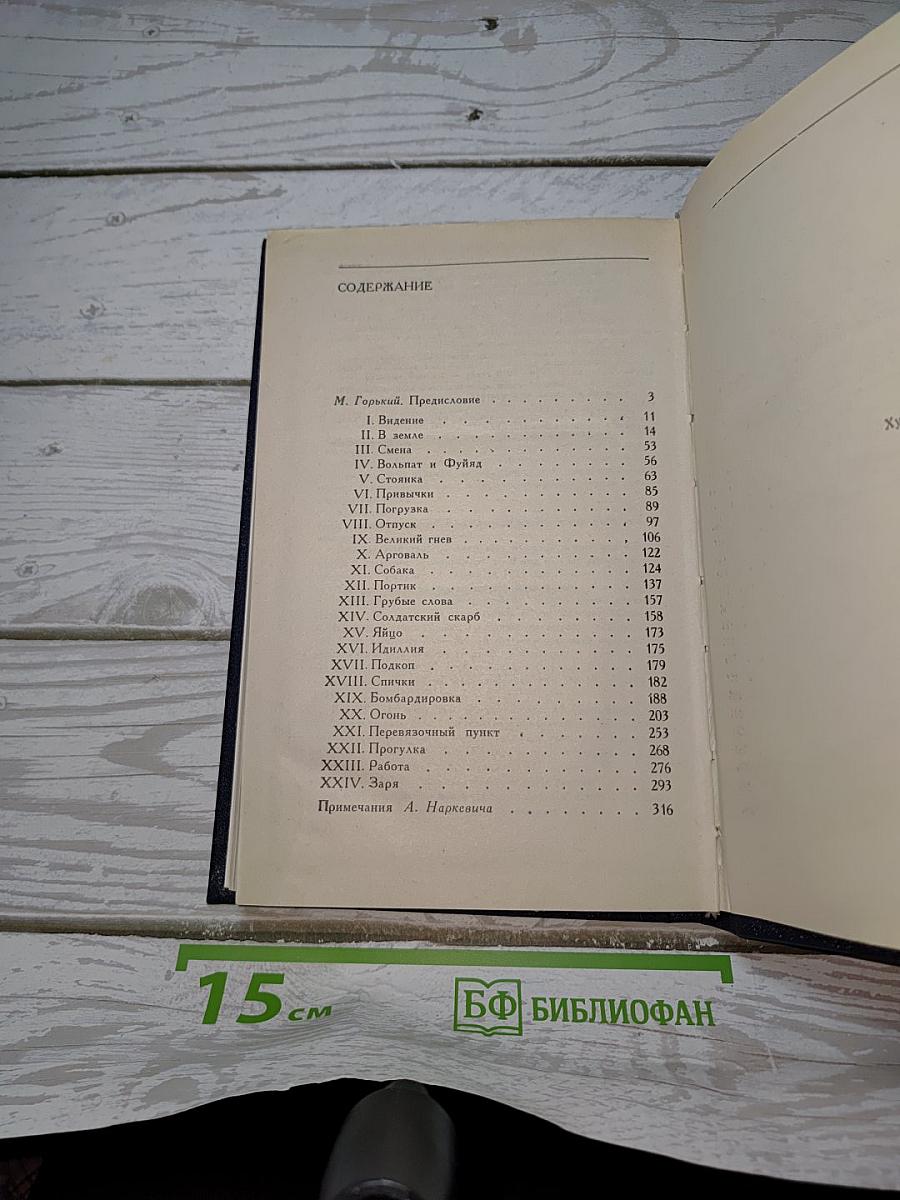 СОДЕРЖАНИЕ
М. Горький. Предисловие . . . . . . . . . 3
I. Видение . . . . . . . . . . . 11
II. В земле . . . . . . . . . . . 14
III. Смена . . . . . . . . . . . 53
IV. Вольпат и Фуйяд . . . . . . . . 56
V. Стоянка . . . . . . . . . . . 63
VI. Привычки . . . . . . . . . . 85
VII. Погрузка . . . . . . . . . . 89
VIII. Отпуск . . . . . . . . . . . 97
IX. Великий гнев . . . . . . . . . 106
X. Арговаль . . . . . . . . . . 122
XI. Собака . . . . . . . . . . . 124
XII. Портик . . . . . . . . . . . 137
XIII. Грубые слова . . . . . . . . . 157
XIV. Солдатский скарб . . . . . . . . 158
XV. Яйцо . . . . . . . . . . . 173
XVI. Идиллия . . . . . . . . . . 175
XVII. Подкоп . . . . . . . . . . . 179
XVIII. Спички . . . . . . . . . . . 182
XIX. Бомбардировка . . . . . . . . 188
XX. Огонь . . . . . . . . . . . 203
XXI. Перевязочный пункт . . . . . . . 253
XXII. Прогулка . . . . . . . . . . 268
XXIII. Работа . . . . . . . . . . . 276
XXIV. Заря . . . . . . . . . . . 293
Примечания А. Наркевича . . . . . . . . 316
Ху
15 см
БФ БИБЛИОФАН